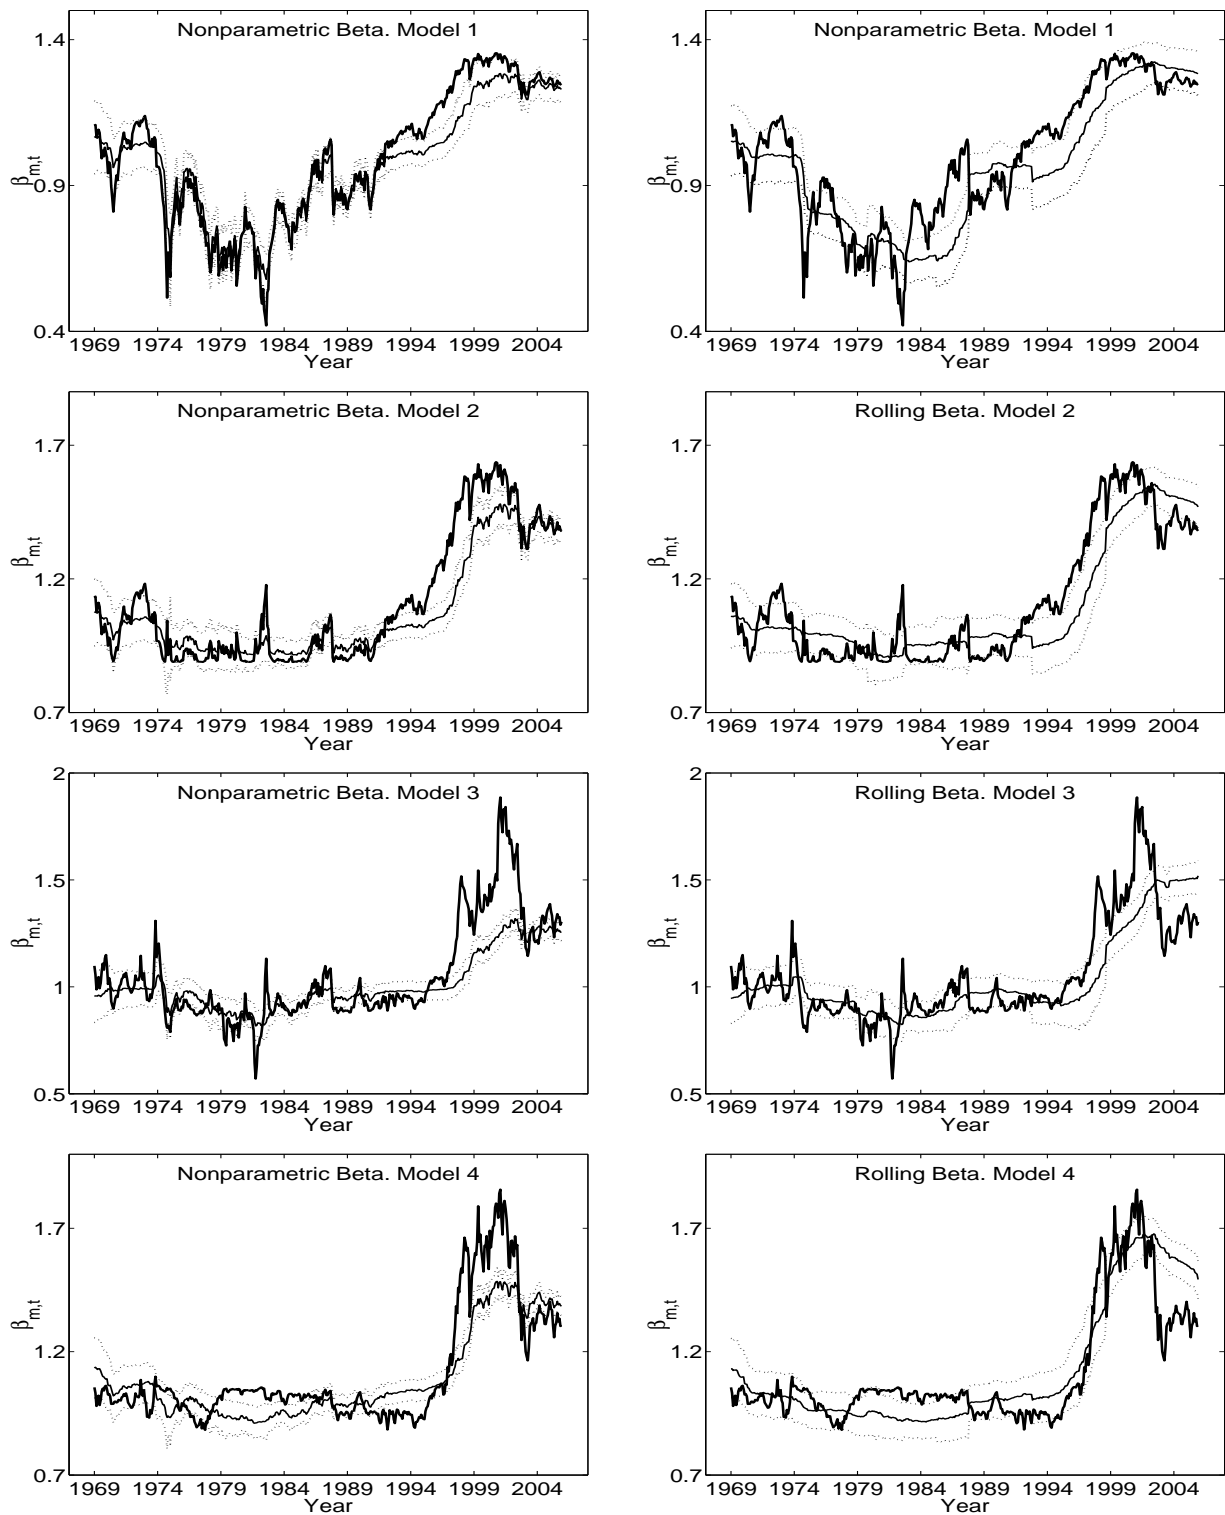 Nonparametric Beta. Model 1
1.4
0.9
0.4
β_{m,t}
1969 1974 1979 1984 1989 1994 1999 2004
Year
Nonparametric Beta. Model 1
1.4
0.9
0.4
β_{m,t}
1969 1974 1979 1984 1989 1994 1999 2004
Year
Nonparametric Beta. Model 2
1.7
1.2
0.7
β_{m,t}
1969 1974 1979 1984 1989 1994 1999 2004
Year
Rolling Beta. Model 2
1.7
1.2
0.7
β_{m,t}
1969 1974 1979 1984 1989 1994 1999 2004
Year
Nonparametric Beta. Model 3
2
1.5
1
0.5
β_{m,t}
1969 1974 1979 1984 1989 1994 1999 2004
Year
Rolling Beta. Model 3
2
1.5
1
0.5
β_{m,t}
1969 1974 1979 1984 1989 1994 1999 2004
Year
Nonparametric Beta. Model 4
1.7
1.2
0.7
β_{m,t}
1969 1974 1979 1984 1989 1994 1999 2004
Year
Rolling Beta. Model 4
1.7
1.2
0.7
β_{m,t}
1969 1974 1979 1984 1989 1994 1999 2004
Year